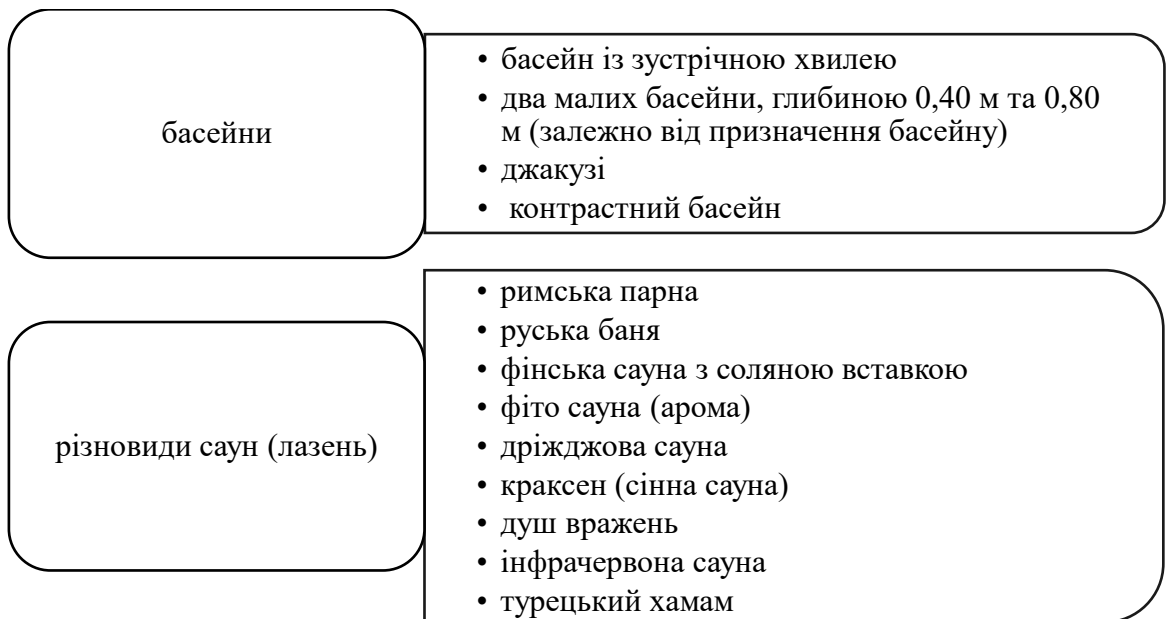 басейни
• басейн із зустрічною хвилею
• два малих басейни, глибиною 0,40 м та 0,80
м (залежно від призначення басейну)
• джакузі
• контрастний басейн
різновиди саун (лазень)
• римська парна
• руська баня
• фінська сауна з соляною вставкою
• фіто сауна (арома)
• дріжджова сауна
• краксен (сінна сауна)
• душ вражень
• інфрачервона сауна
• турецький хамам